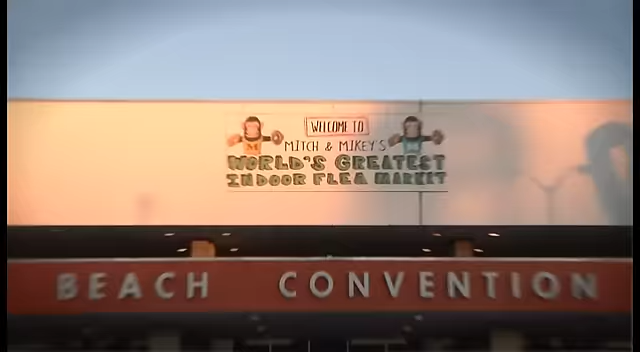 WELCOME TO
MITCH & MIKEY'S
WORLD'S GREATEST
INDOOR FLEA MARKET
BEACH CONVENTION